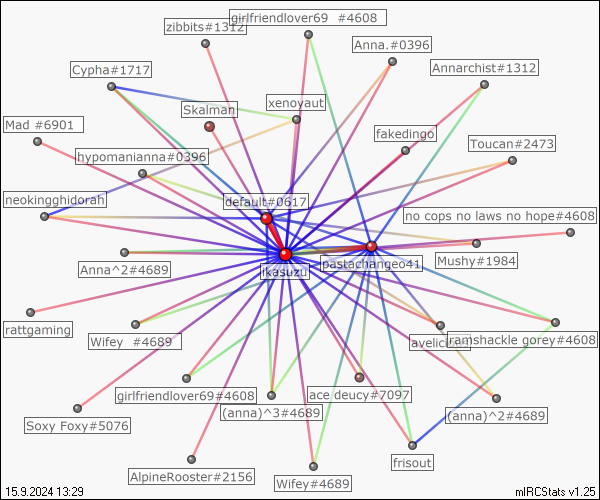 girlfriendlover69 #4608
zibbits#1312
Anna.#0396
Cypha#1717
Annarchist#1312
xenoyaut
Skalman
Mad #6901
fakedingo
Toucan#2473
hypomanianna#0396
neokingghidorah
default#0617
no cops no laws no hope#4608
Mushy#1984
pastachange041
Anna^2#4689
ikasuzu
rattgaming
Wifey #4689
ramshackle gorey#4608
girlfriendlover69#4608
ace deucy#7097
(anna)^3#4689
(anna)^2#4689
Soxy Foxy#5076
frisout
AlpineRooster#2156
Wifey#4689
15.9.2024 13:29
mIRCStats v1.25